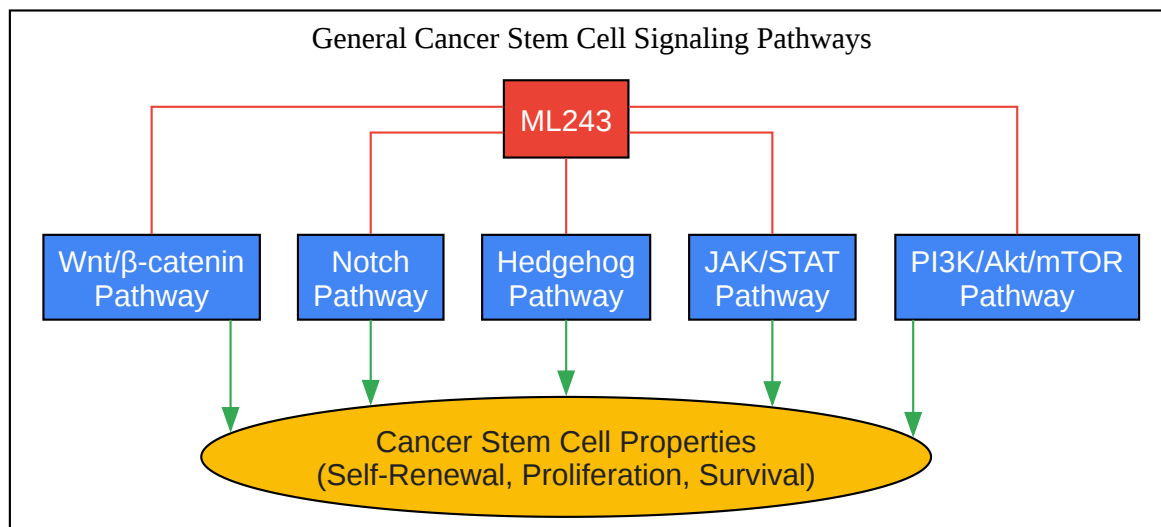 General Cancer Stem Cell Signaling Pathways
ML243
Wnt/β-catenin
Pathway
Notch
Pathway
Hedgehog
Pathway
JAK/STAT
Pathway
PI3K/Akt/mTOR
Pathway
Cancer Stem Cell Properties
(Self-Renewal, Proliferation, Survival)